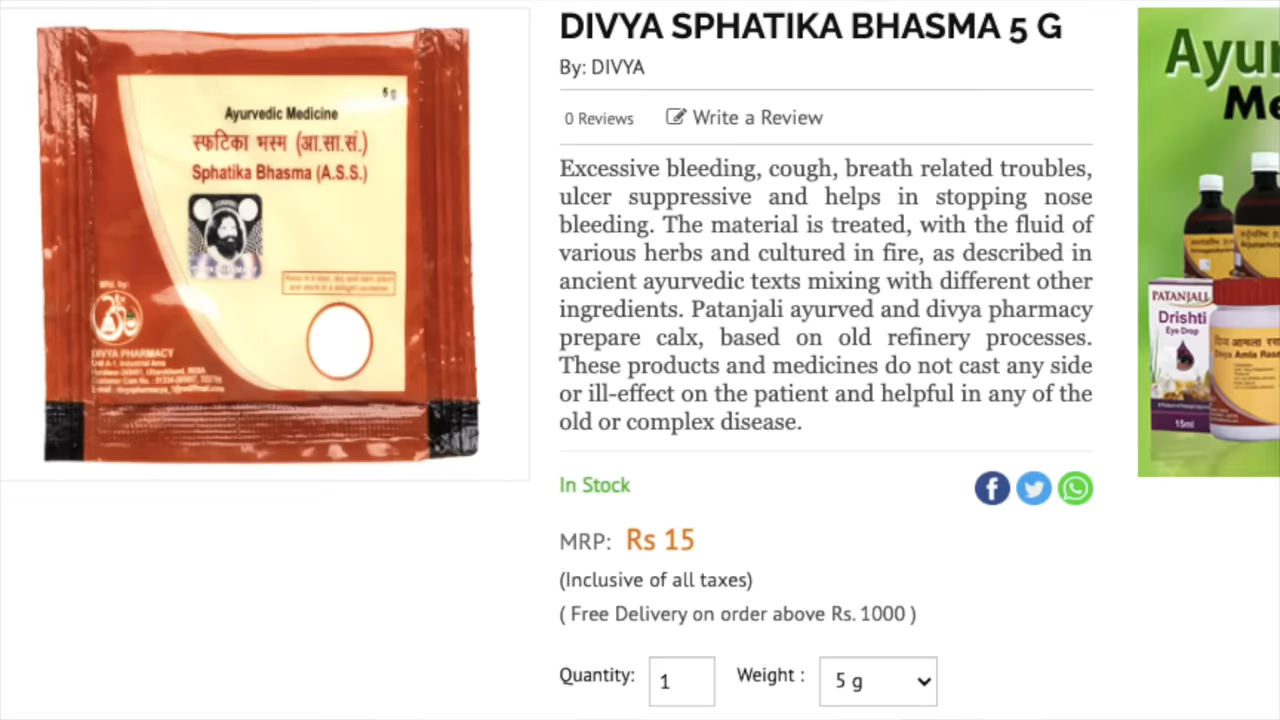 DIVYA SPHATIKA BHASMA 5 G
By: DIVYA
0 Reviews
Write a Review
Excessive bleeding, cough, breath related troubles,
ulcer suppressive and helps in stopping nose
bleeding. The material is treated, with the fluid of
various herbs and cultured in fire, as described in
ancient ayurvedic texts mixing with different other
ingredients. Patanjali ayurved and divya pharmacy
prepare calx, based on old refinery processes.
These products and medicines do not cast any side
or ill-effect on the patient and helpful in any of the
old or complex disease.
In Stock
MRP: Rs 15
(Inclusive of all taxes)
( Free Delivery on order above Rs. 1000 )
Quantity: 1 Weight : 5 g
5 g
Ayurvedic Medicine
स्फटिका भस्म (आ.सा.सं.)
Sphatika Bhasma (A.S.S.)
Mfd. by:
DIVYA PHARMACY
Ayur
Me
PATANJALI
Drishti
Eye Drop
15ml
Divya Amla Ras